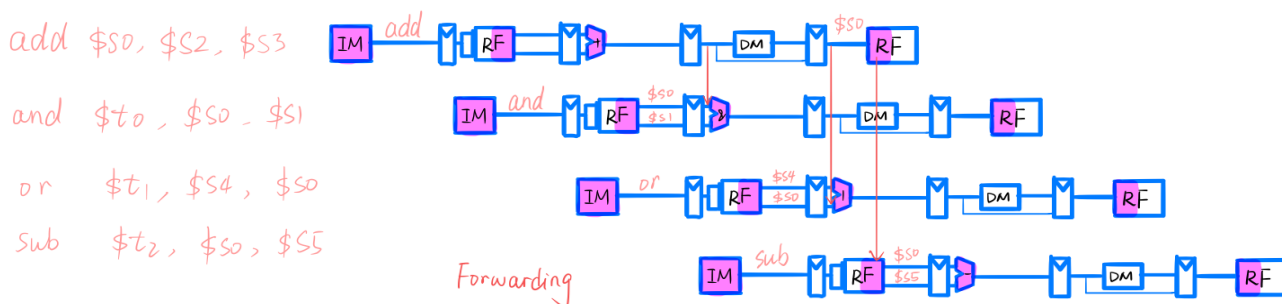 add $s0, $s2, $s3
IM add RF + DM $s0 RF
and $t0, $s0, $s1
IM and RF $s0 $s1 & DM RF
or $t1, $s4, $s0
IM or RF $s4 $s0 | DM RF
sub $t2, $s0, $s5
IM sub RF $s0 $s5 - DM RF
Forwarding